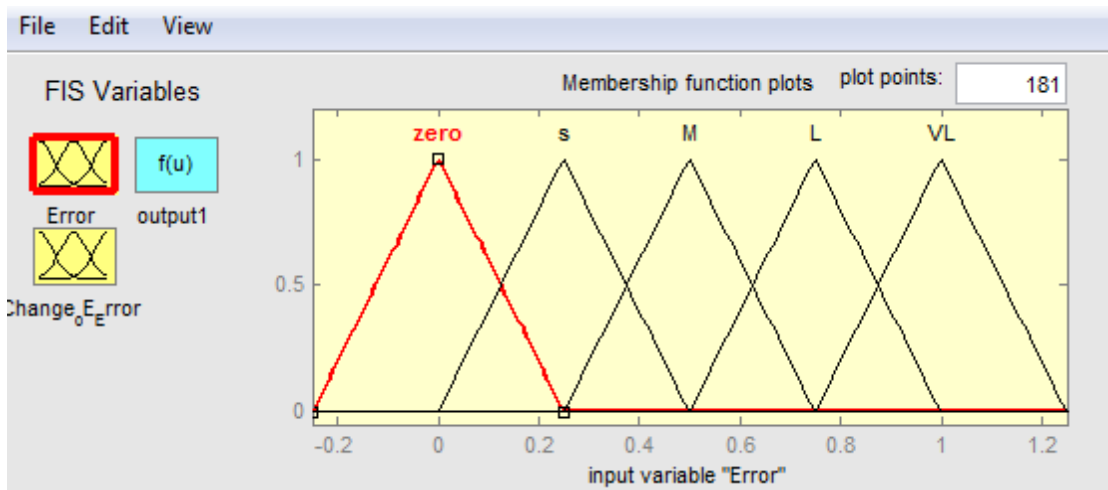 File Edit View
FIS Variables
Membership function plots plot points: 181
zero s M L VL
f(u)
1
Error output1
0.5
Change_oE_Error
0
-0.2 0 0.2 0.4 0.6 0.8 1 1.2
input variable "Error"